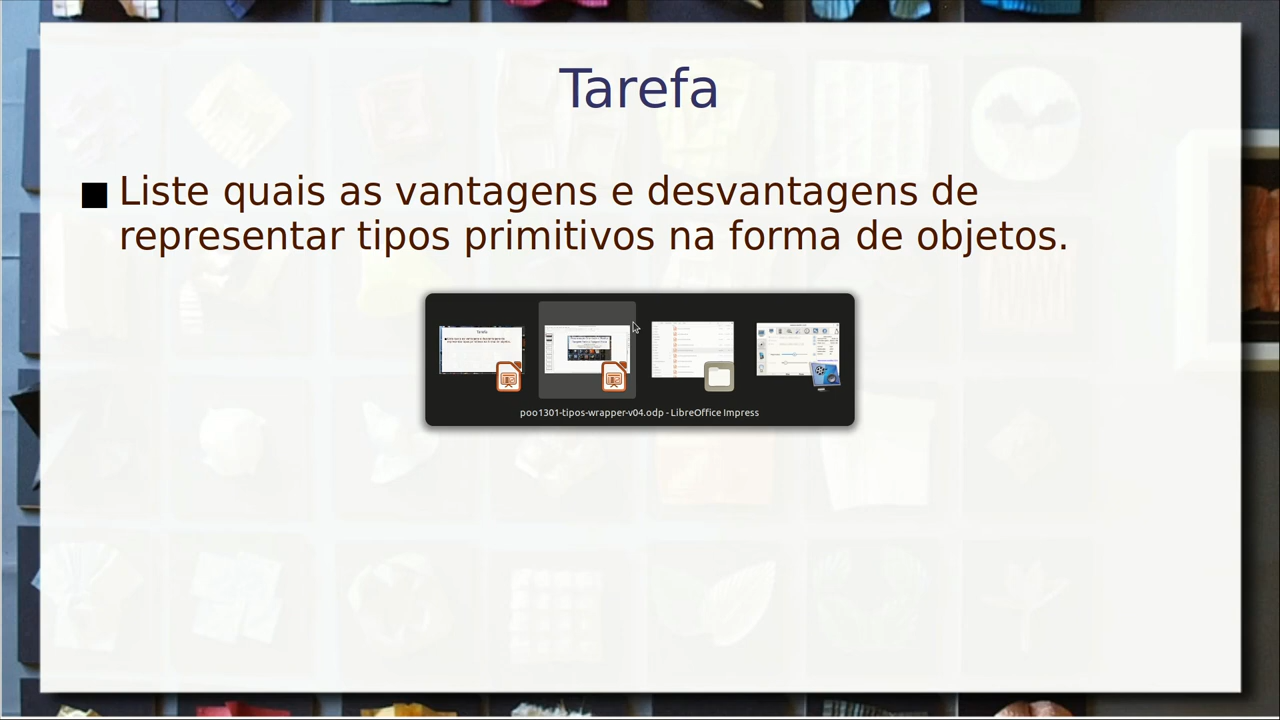 Tarefa
Liste quais as vantagens e desvantagens de
representar tipos primitivos na forma de objetos.
poo1301-tipos-wrapper-v04.odp - LibreOffice Impress